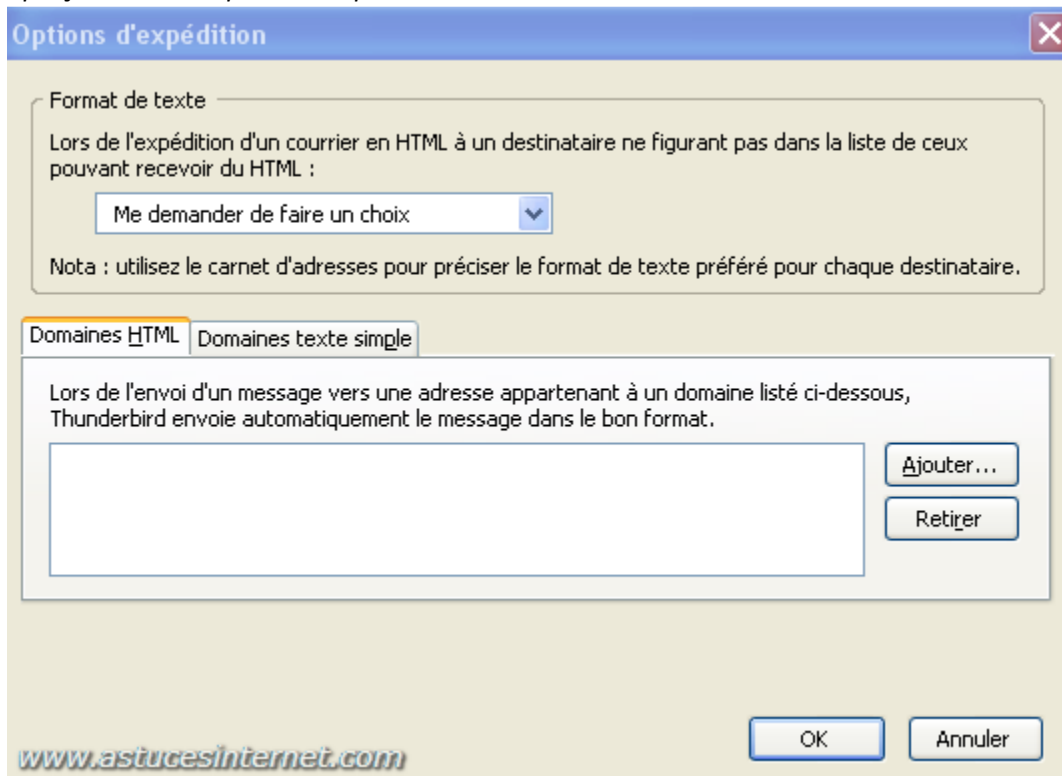 Options d'expédition
Format de texte
Lors de l'expédition d'un courrier en HTML à un destinataire ne figurant pas dans la liste de ceux
pouvant recevoir du HTML :
Me demander de faire un choix
Nota : utilisez le carnet d'adresses pour préciser le format de texte préféré pour chaque destinataire.
Domaines HTML Domaines texte simple
Lors de l'envoi d'un message vers une adresse appartenant à un domaine listé ci-dessous,
Thunderbird envoie automatiquement le message dans le bon format.
Ajouter...
Retirer
OK Annuler
www.astucesinternet.com